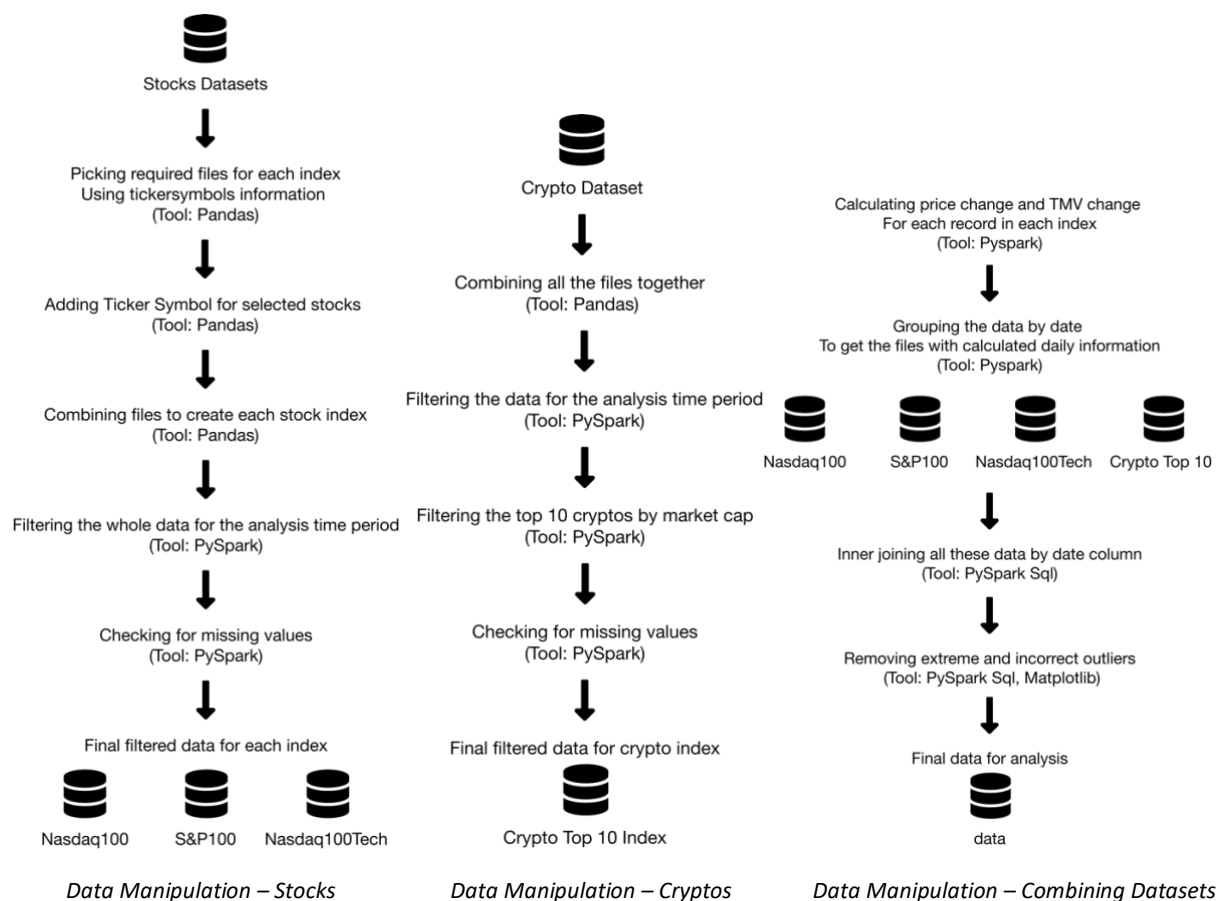 Stocks Datasets
Picking required files for each index
Using tickersymbols information
(Tool: Pandas)
Adding Ticker Symbol for selected stocks
(Tool: Pandas)
Combining files to create each stock index
(Tool: Pandas)
Filtering the whole data for the analysis time period
(Tool: PySpark)
Checking for missing values
(Tool: PySpark)
Final filtered data for each index
Nasdaq100 S&P100 Nasdaq100Tech
Data Manipulation – Stocks
Crypto Dataset
Combining all the files together
(Tool: Pandas)
Filtering the data for the analysis time period
(Tool: PySpark)
Filtering the top 10 cryptos by market cap
(Tool: PySpark)
Checking for missing values
(Tool: PySpark)
Final filtered data for crypto index
Crypto Top 10 Index
Data Manipulation – Cryptos
Calculating price change and TMV change
For each record in each index
(Tool: Pyspark)
Grouping the data by date
To get the files with calculated daily information
(Tool: Pyspark)
Nasdaq100 S&P100 Nasdaq100Tech Crypto Top 10
Inner joining all these data by date column
(Tool: PySpark Sql)
Removing extreme and incorrect outliers
(Tool: PySpark Sql, Matplotlib)
Final data for analysis
data
Data Manipulation – Combining Datasets